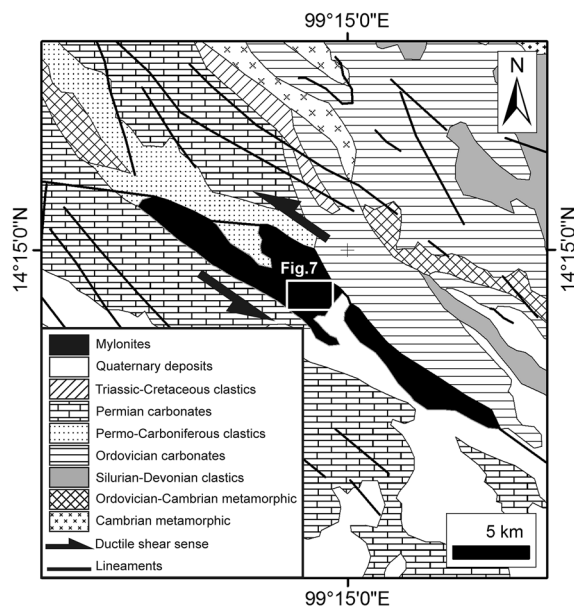 99°15'0"E
N
14°15'0"N
14°15'0"N
Fig.7
Mylonites
Quaternary deposits
Triassic-Cretaceous clastics
Permian carbonates
Permo-Carboniferous clastics
Ordovician carbonates
Silurian-Devonian clastics
Ordovician-Cambrian metamorphic
Cambrian metamorphic
Ductile shear sense
Lineaments
5 km
99°15'0"E